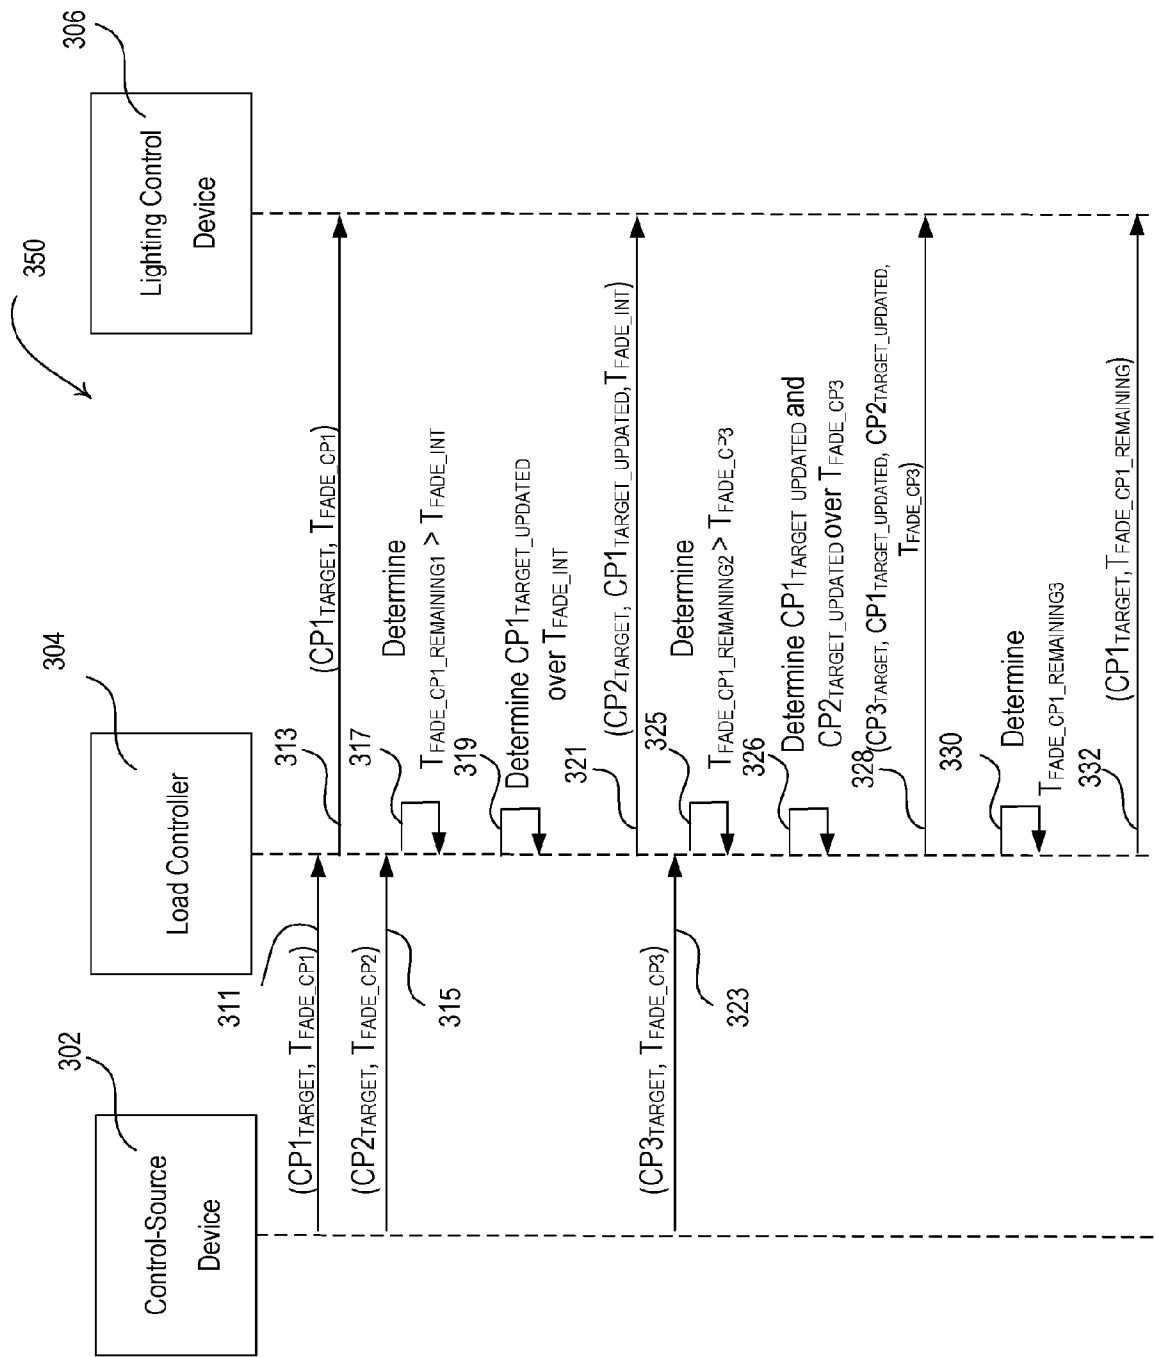 350
302
Control-Source
Device
304
Load Controller
306
Lighting Control
Device
311
(CP1TARGET, TFADE_CP1)
313
(CP1TARGET, TFADE_CP1)
315
(CP2TARGET, TFADE_CP2)
317
Determine
TFADE_CP1_REMAINING1 > TFADE_INT
319
Determine CP1TARGET_UPDATED
over TFADE_INT
321
(CP2TARGET, CP1TARGET_UPDATED, TFADE_INT)
323
(CP3TARGET, TFADE_CP3)
325
Determine
TFADE_CP1_REMAINING2 > TFADE_CP3
326
Determine CP1TARGET UPDATED and
CP2TARGET_UPDATED over TFADE_CP3
328
(CP3TARGET, CP1TARGET_UPDATED, CP2TARGET_UPDATED,
TFADE_CP3)
330
Determine
TFADE_CP1_REMAINING3
332
(CP1TARGET, TFADE_CP1_REMAINING)